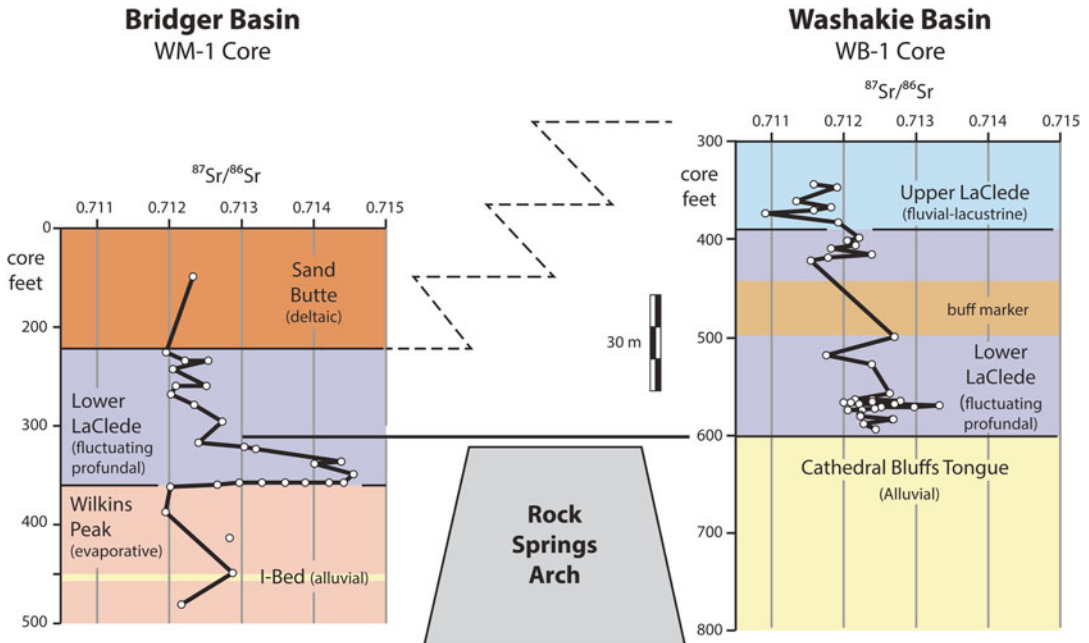 Bridger Basin
WM-1 Core
⁸⁷Sr/⁸⁶Sr
0.711 0.712 0.713 0.714 0.715
core
feet
0
200
300
400
500
Sand
Butte
(deltaic)
Lower
LaClede
(fluctuating
profundal)
Wilkins
Peak
(evaporative)
I-Bed (alluvial)
30 m
Rock
Springs
Arch
Washakie Basin
WB-1 Core
⁸⁷Sr/⁸⁶Sr
0.711 0.712 0.713 0.714 0.715
core
feet
300
400
500
600
700
800
Upper LaClede
(fluvial-lacustrine)
buff marker
Lower
LaClede
(fluctuating
profundal)
Cathedral Bluffs Tongue
(Alluvial)